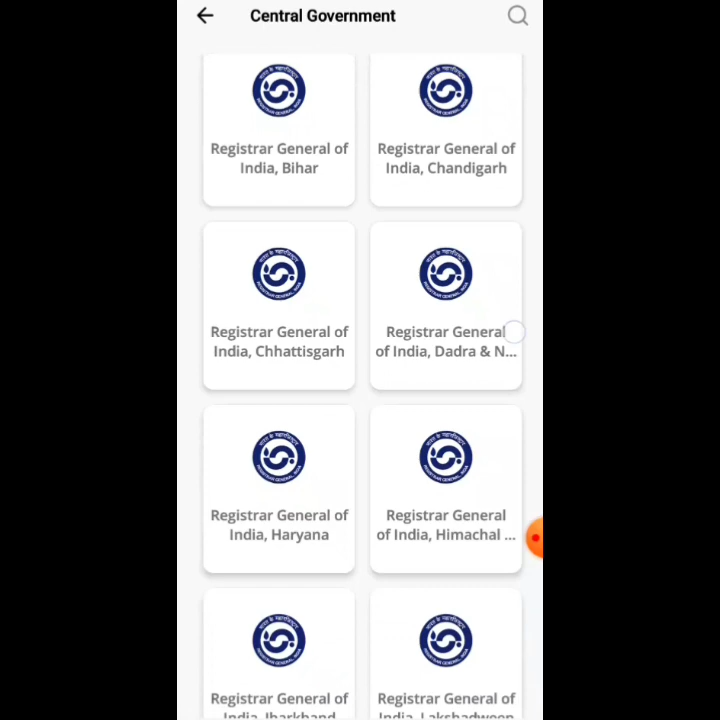 Central Government
Registrar General of
India, Bihar
Registrar General of
India, Chandigarh
Registrar General of
India, Chhattisgarh
Registrar General
of India, Dadra & N...
Registrar General of
India, Haryana
Registrar General
of India, Himachal ...
Registrar General of
India, Jharkhand
Registrar General of
India, Lakshadweep